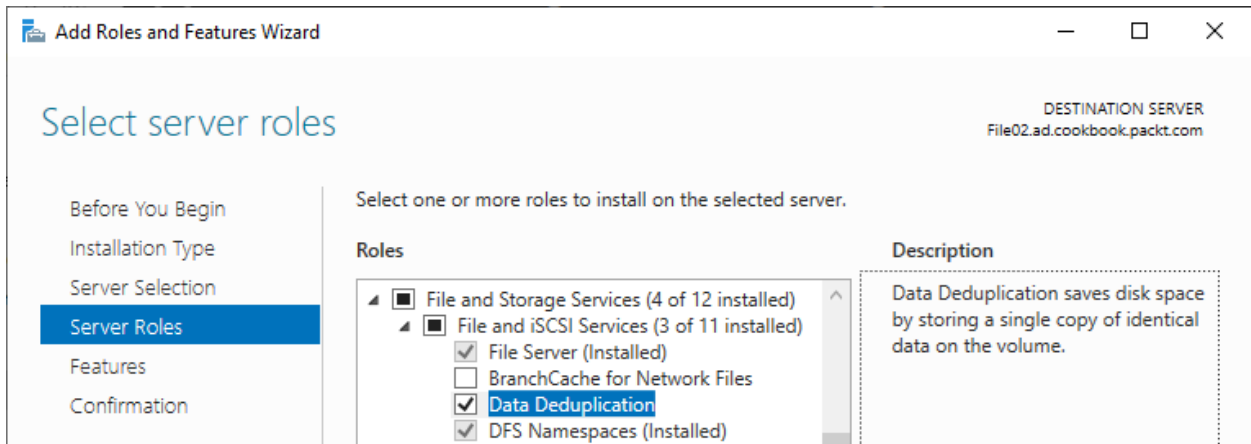 Add Roles and Features Wizard
Select server roles
DESTINATION SERVER
File02.ad.cookbook.packt.com
Before You Begin
Installation Type
Server Selection
Server Roles
Features
Confirmation
Select one or more roles to install on the selected server.
Roles
File and Storage Services (4 of 12 installed)
File and iSCSI Services (3 of 11 installed)
File Server (Installed)
BranchCache for Network Files
Data Deduplication
DFS Namespaces (Installed)
Description
Data Deduplication saves disk space
by storing a single copy of identical
data on the volume.